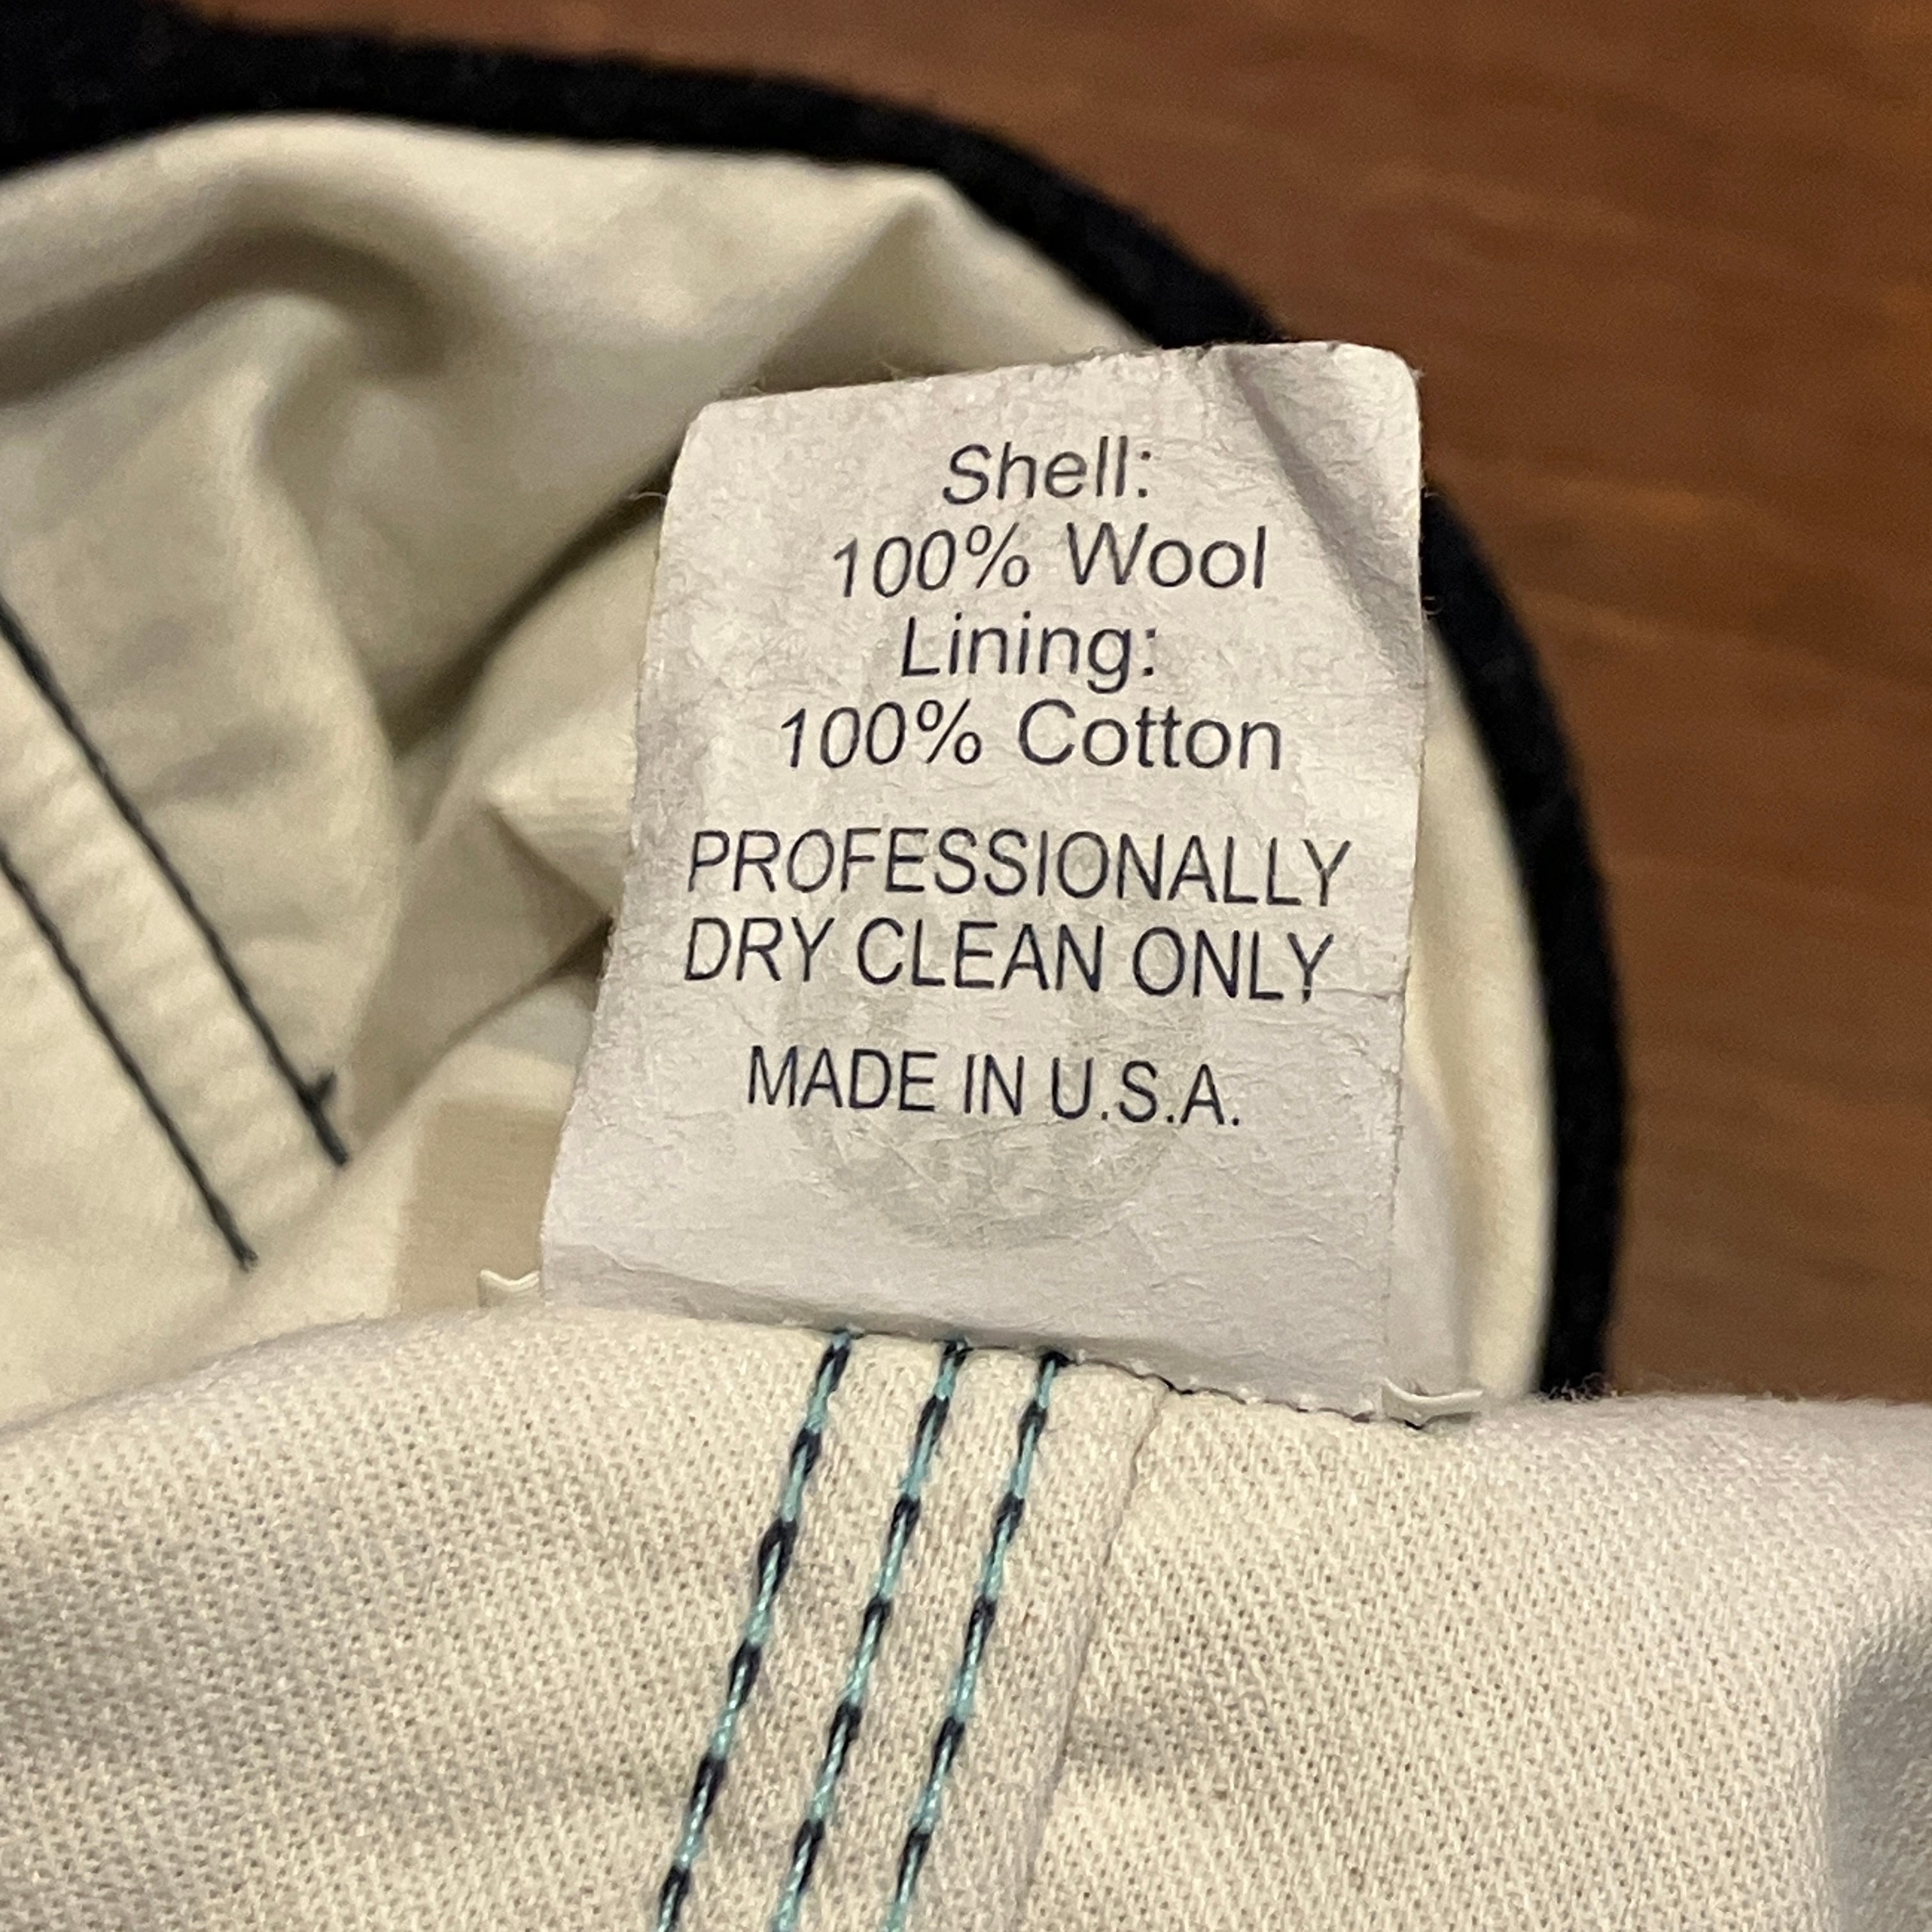 Shell:
100% Wool
Lining:
100% Cotton
PROFESSIONALLY
DRY CLEAN ONLY
MADE IN U.S.A.